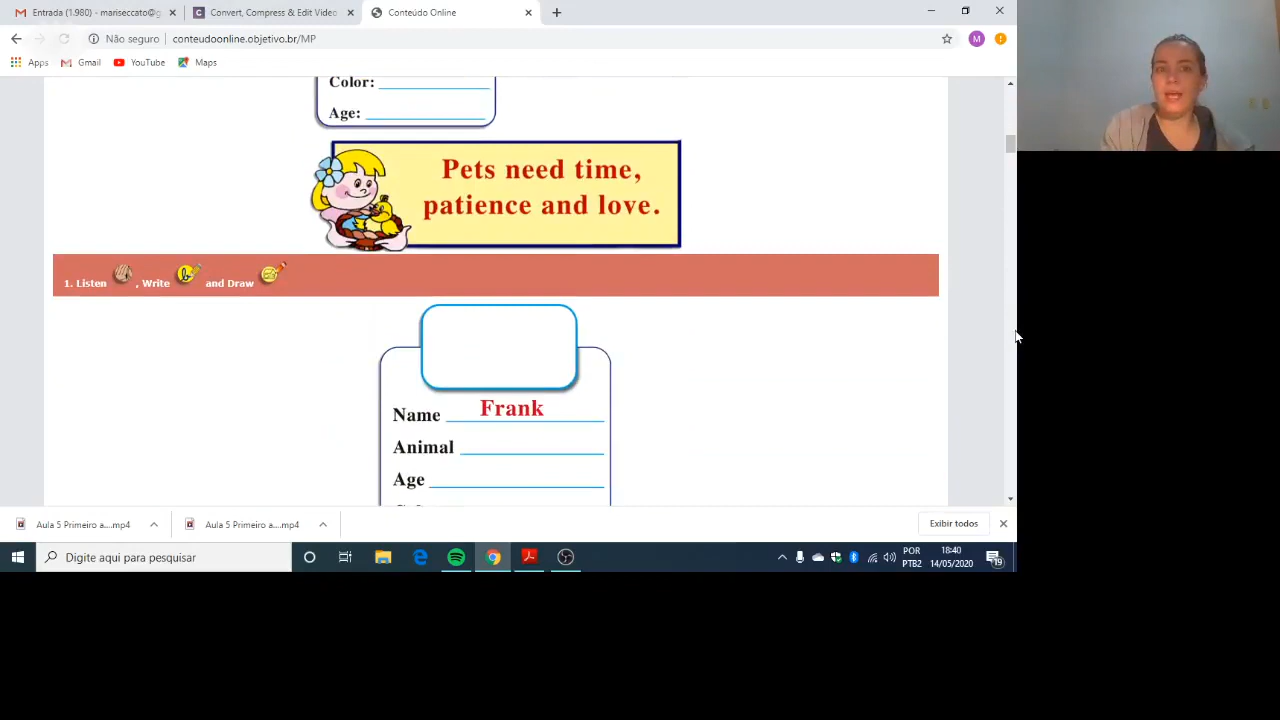 Entrada (1.980) - mariseccato@g
Convert, Compress & Edit Video
Conteúdo Online
Não seguro
conteudoonline.objetivo.br/MP
M
Apps
Gmail
YouTube
Maps
Color:
Age:
Pets need time,
patience and love.
1. Listen , Write and Draw
Name Frank
Animal
Age
Aula 5 Primeiro a....mp4
Aula 5 Primeiro a....mp4
Exibir todos
Digite aqui para pesquisar
POR
PTB2
18:40
14/05/2020
19